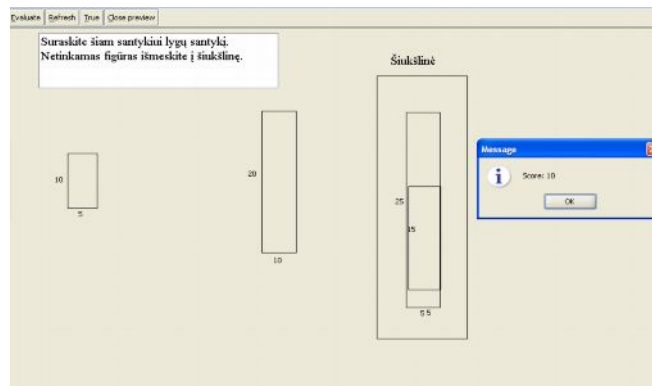 Evaluate Refresh True Close preview
Suraskite šiam santykiui lygų santykį.
Netinkamas figūras išmeskite į šiukšlinę.
Šiukšlinė
Message
Score: 10
OK
10
5
20
10
25
15
5 5